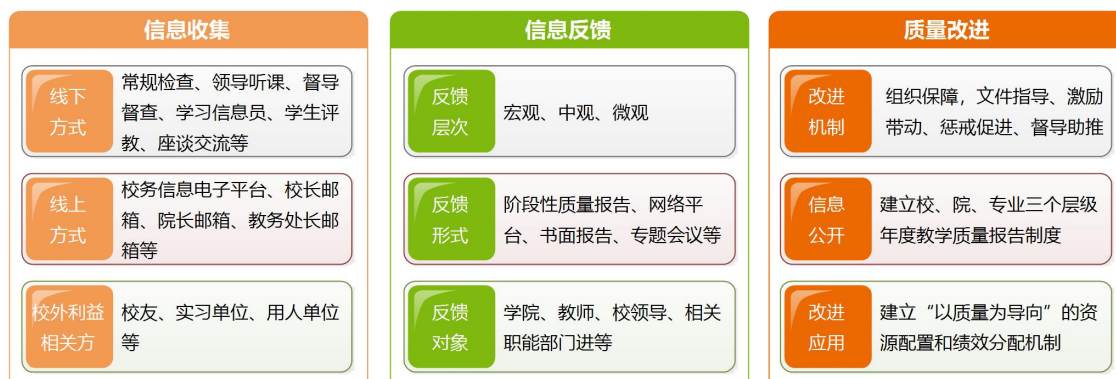 信息收集
线下
方式
常规检查、领导听课、督导
督查、学习信息员、学生评
教、座谈交流等
线上
方式
校务信息电子平台、校长邮
箱、院长邮箱、教务处长邮
箱等
校外利益
相关方
校友、实习单位、用人单位
等
信息反馈
反馈
层次
宏观、中观、微观
反馈
形式
阶段性质量报告、网络平
台、书面报告、专题会议等
反馈
对象
学院、教师、校领导、相关
职能部门进等
质量改进
改进
机制
组织保障，文件指导、激励
带动、惩戒促进、督导助推
信息
公开
建立校、院、专业三个层级
年度教学质量报告制度
改进
应用
建立“以质量为导向”的资
源配置和绩效分配机制